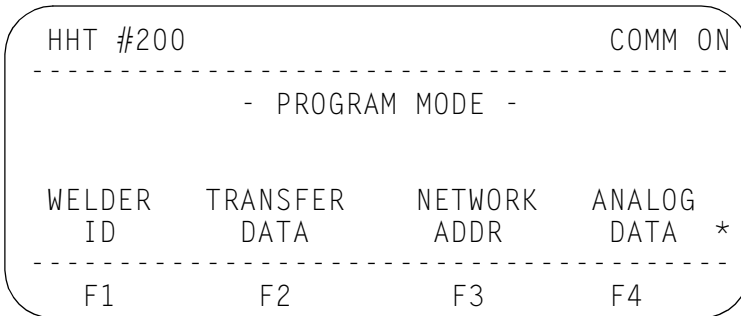 HHT #200 COMM ON
- PROGRAM MODE -
WELDER TRANSFER NETWORK ANALOG
ID DATA ADDR DATA *
F1 F2 F3 F4